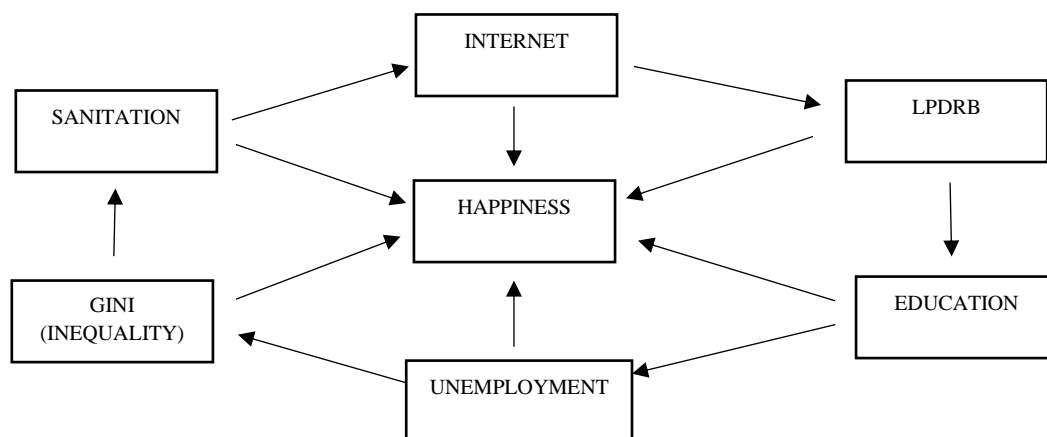 INTERNET
SANITATION
LPDRB
HAPPINESS
GINI
(INEQUALITY)
EDUCATION
UNEMPLOYMENT